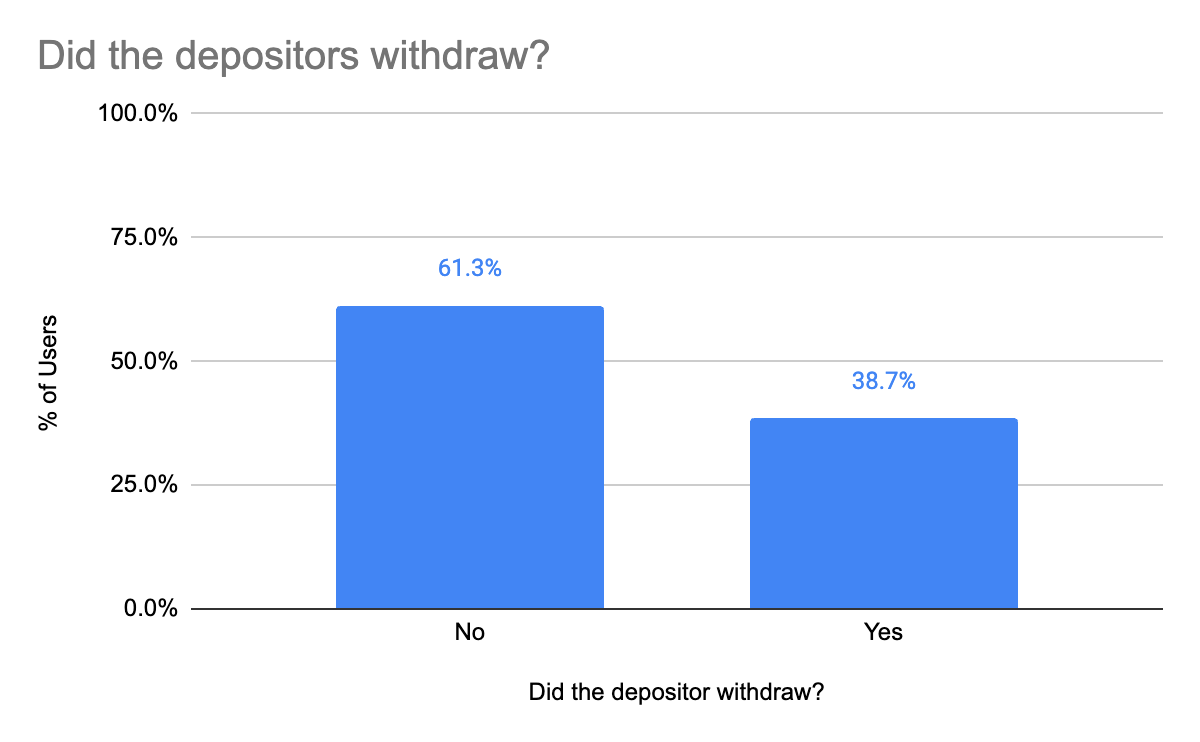 Did the depositors withdraw?
100.0%
75.0%
61.3%
% of Users
50.0%
38.7%
25.0%
0.0%
No
Yes
Did the depositor withdraw?